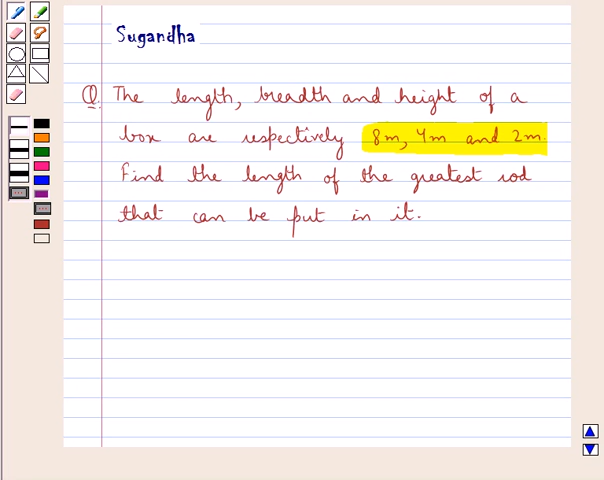 Sugandha
Q. The length, breadth and height of a
box are respectively 8m, 4m and 2m.
Find the length of the greatest rod
that can be put in it.